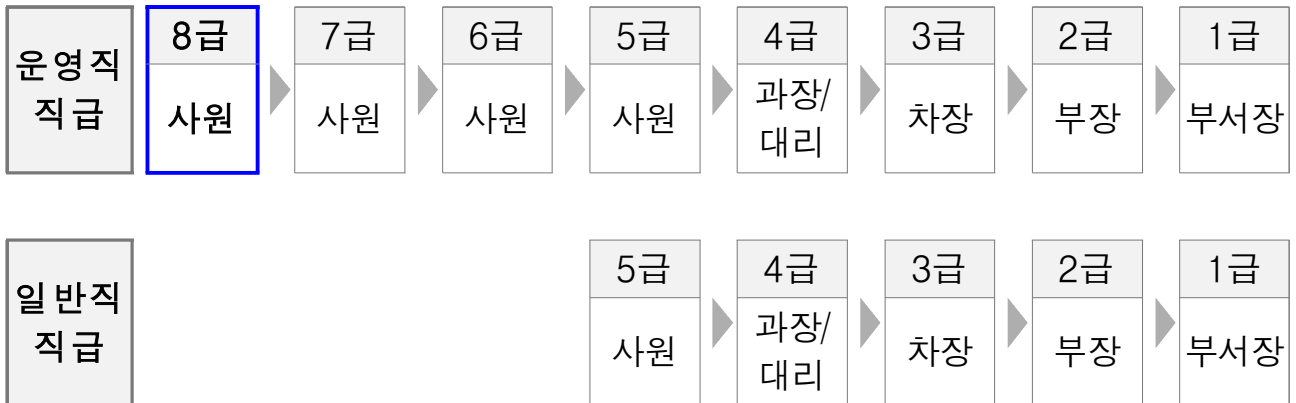 운영직
직급
8급
7급
6급
5급
4급
3급
2급
1급
사원
사원
사원
사원
과장/
대리
차장
부장
부서장
일반직
직급
5급
4급
3급
2급
1급
사원
과장/
대리
차장
부장
부서장